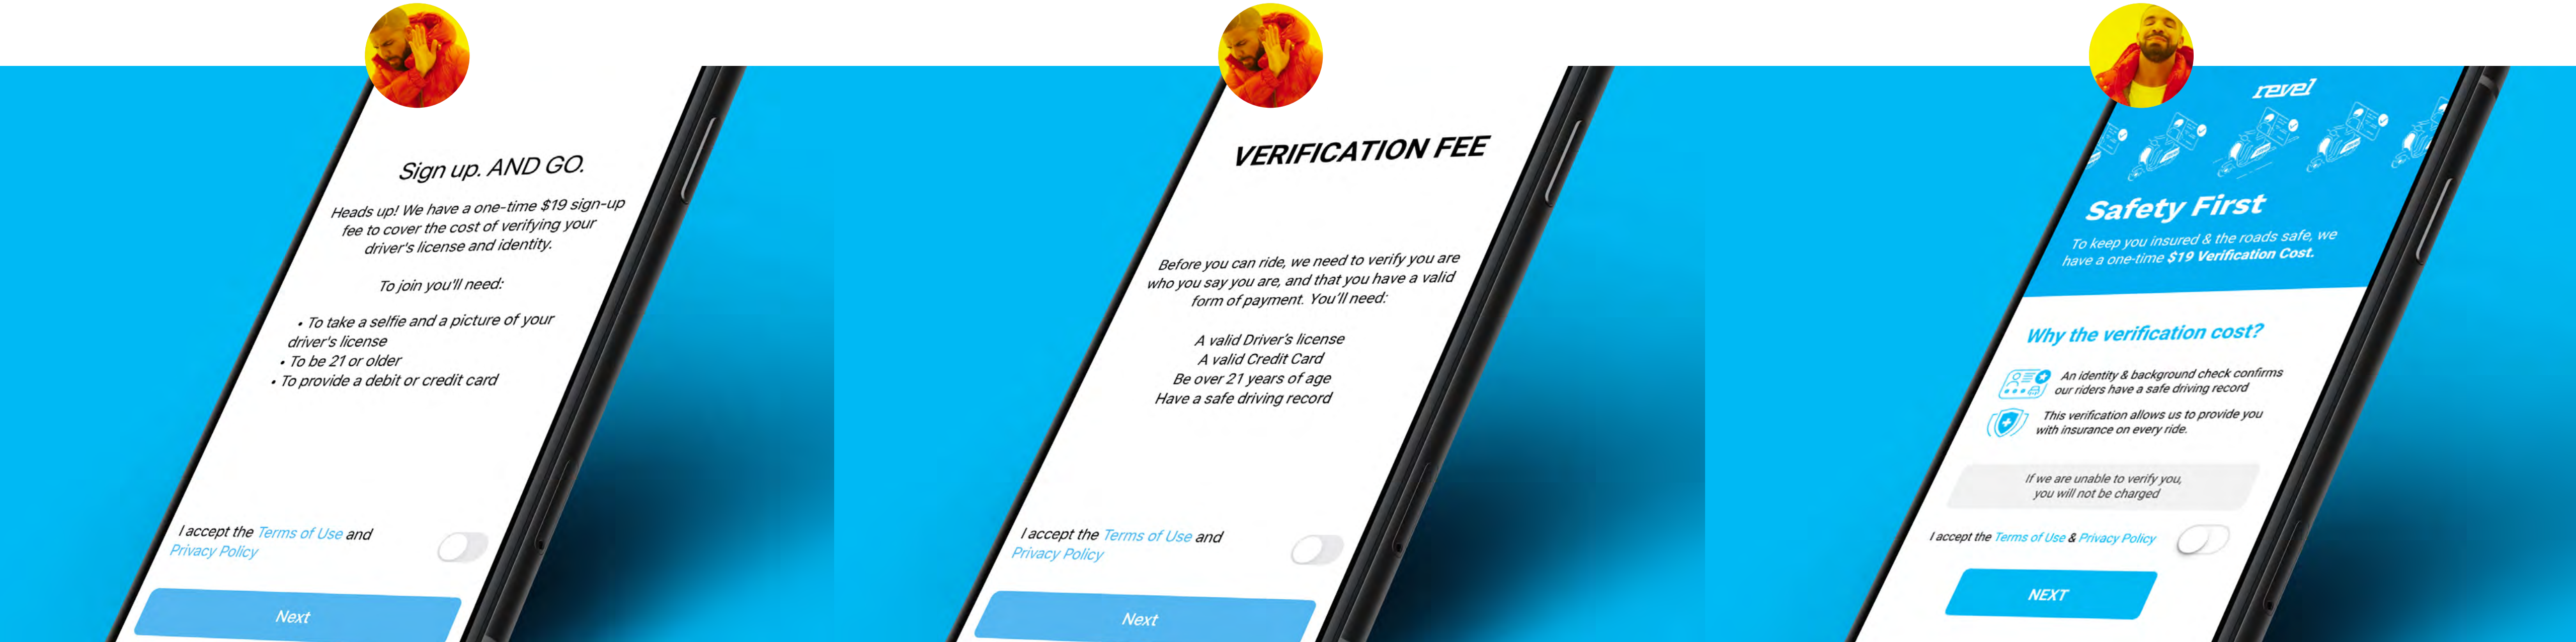 Sign up. AND GO.
Heads up! We have a one-time $19 sign-up
fee to cover the cost of verifying your
driver's license and identity.
To join you'll need:
• To take a selfie and a picture of your
driver's license
• To be 21 or older
• To provide a debit or credit card
I accept the Terms of Use and
Privacy Policy
Next
VERIFICATION FEE
Before you can ride, we need to verify you are
who you say you are, and that you have a valid
form of payment. You'll need:
A valid Driver's license
A valid Credit Card
Be over 21 years of age
Have a safe driving record
I accept the Terms of Use and
Privacy Policy
Next
revel
Safety First
To keep you insured & the roads safe, we
have a one-time $19 Verification Cost.
Why the verification cost?
An identity & background check confirms
our riders have a safe driving record
This verification allows us to provide you
with insurance on every ride.
If we are unable to verify you,
you will not be charged
I accept the Terms of Use & Privacy Policy
NEXT